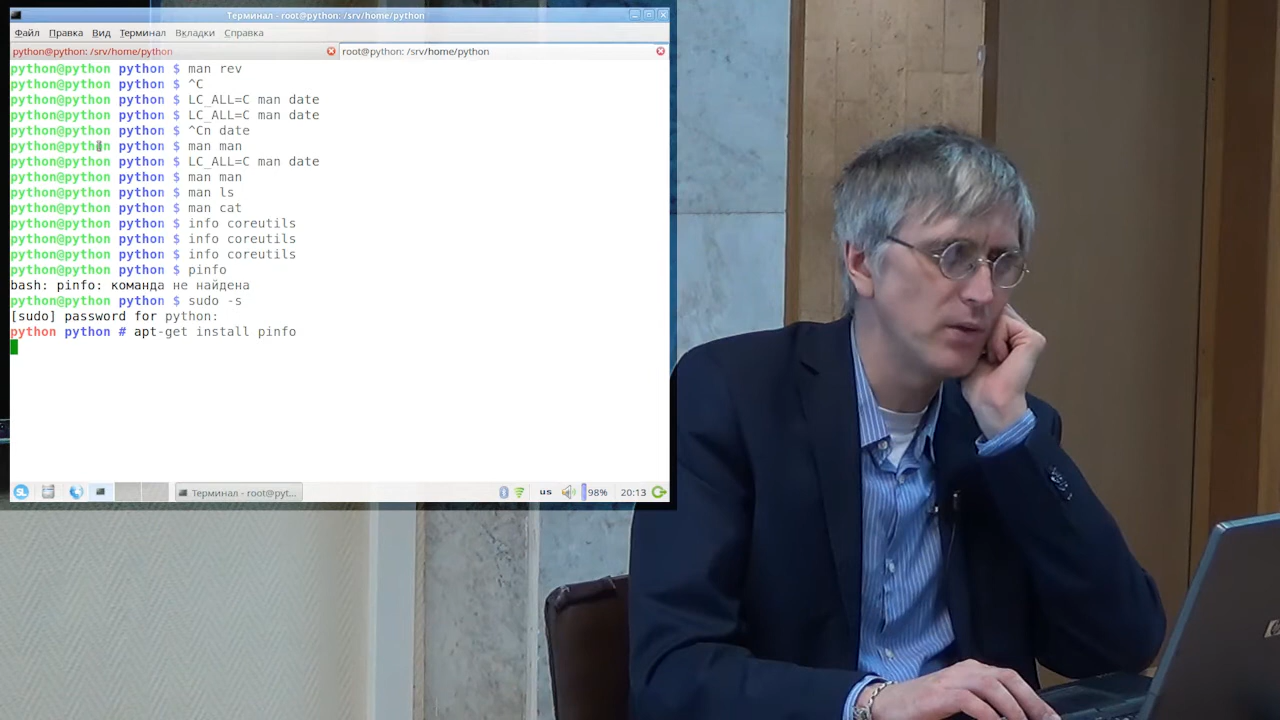 Терминал - root@python: /srv/home/python
Файл Правка Вид Терминал Вкладки Справка
python@python: /srv/home/python root@python: /srv/home/python
python@python python $ man rev
python@python python $ ^C
python@python python $ LC_ALL=C man date
python@python python $ LC_ALL=C man date
python@python python $ ^Cn date
python@python python $ man man
python@python python $ LC_ALL=C man date
python@python python $ man man
python@python python $ man ls
python@python python $ man cat
python@python python $ info coreutils
python@python python $ info coreutils
python@python python $ info coreutils
python@python python $ pinfo
bash: pinfo: команда не найдена
python@python python $ sudo -s
[sudo] password for python:
python python # apt-get install pinfo
Терминал - root@pyt... us 98% 20:13